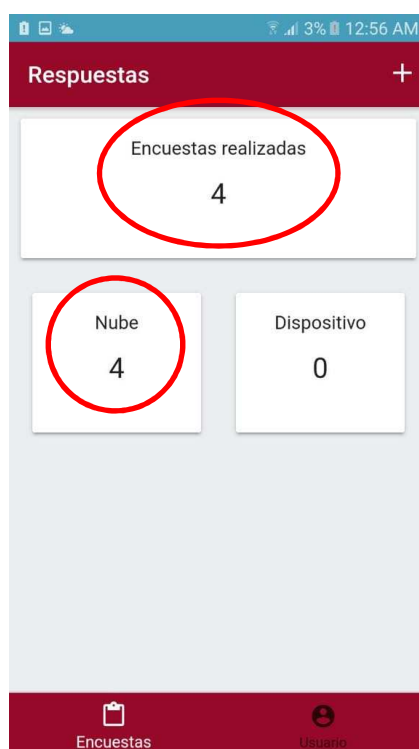 3% 12:56 AM
Respuestas +
Encuestas realizadas
4
Nube Dispositivo
4 0
Encuestas Usuario